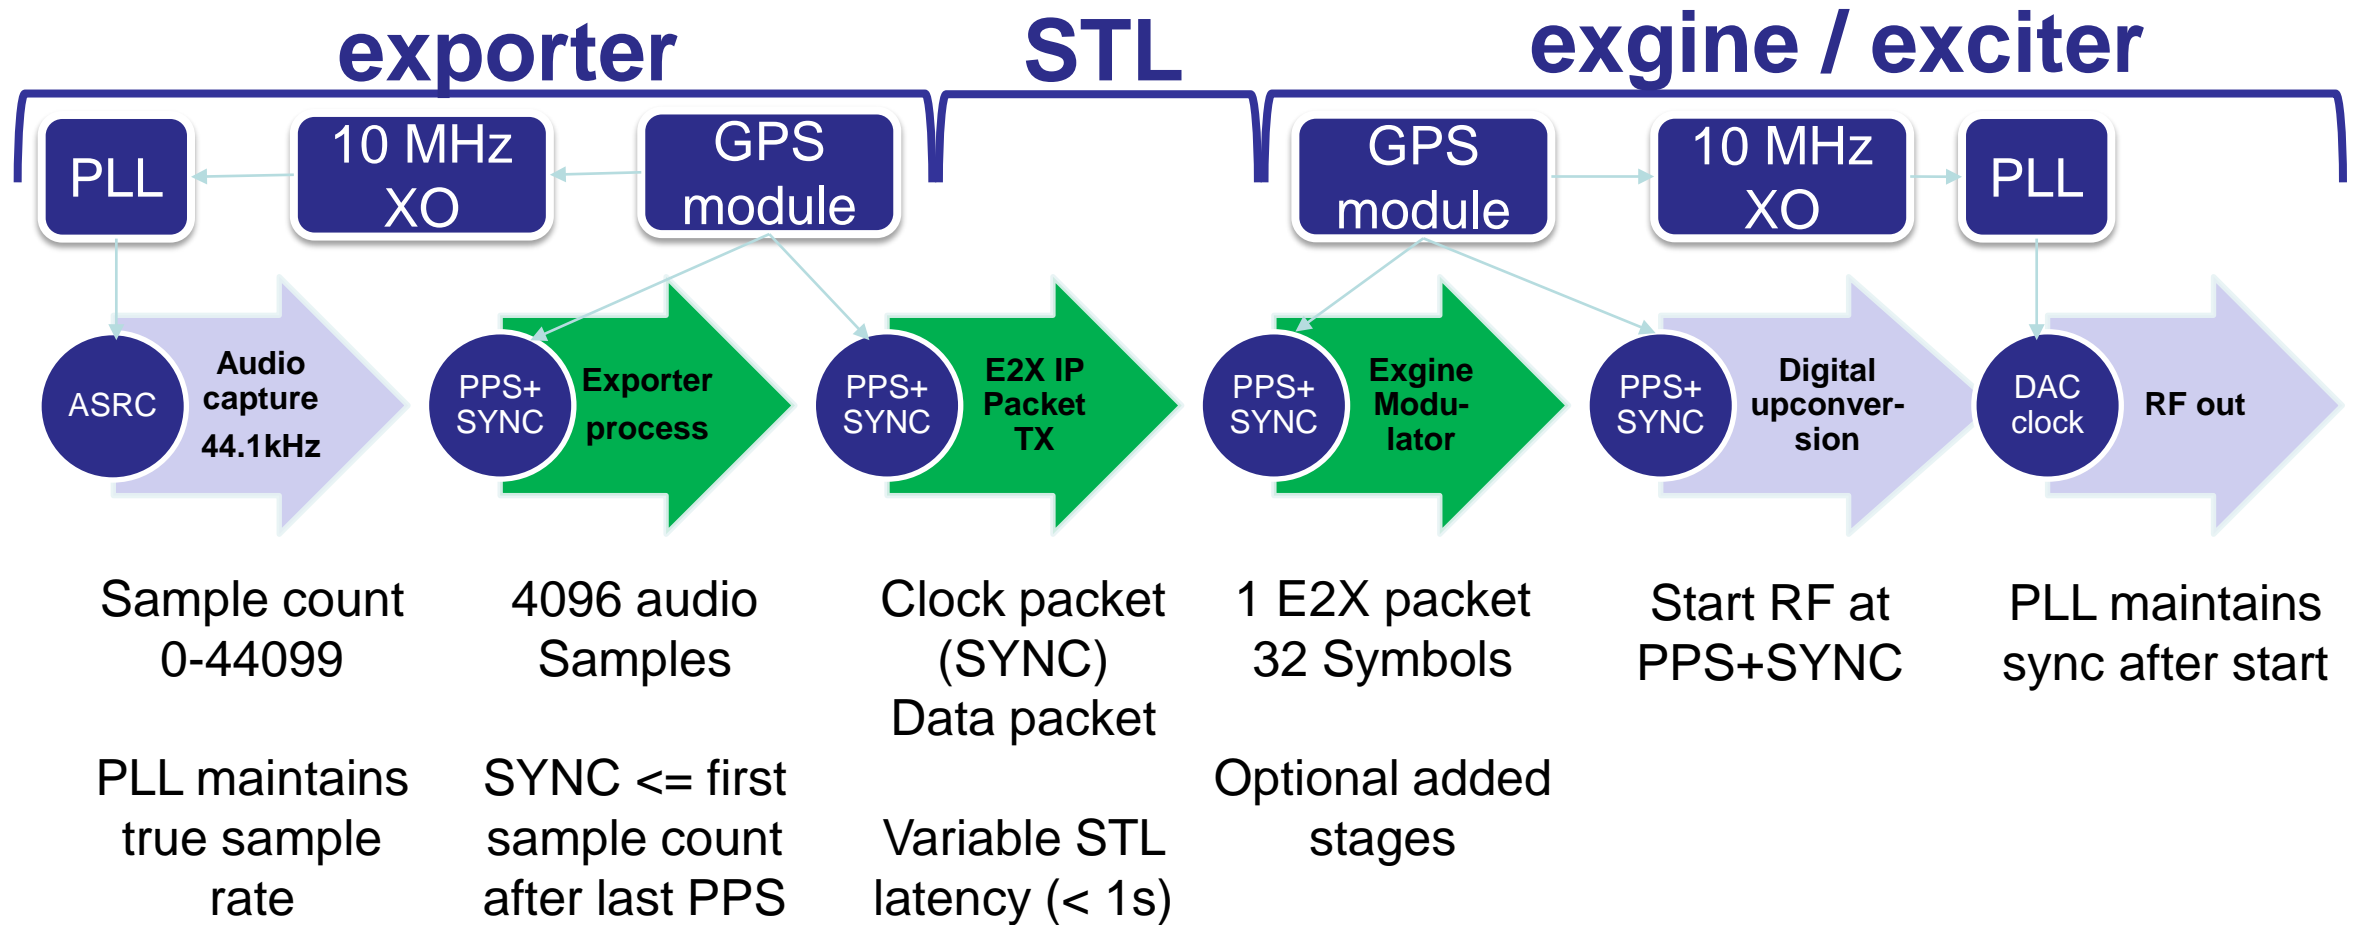 exporter
STL
exgine / exciter
PLL
10 MHz
XO
GPS
module
GPS
module
10 MHz
XO
PLL
ASRC
Audio
capture
44.1kHz
PPS+
SYNC
Exporter
process
PPS+
SYNC
E2X IP
Packet
TX
PPS+
SYNC
Exgine
Modu-
lator
PPS+
SYNC
Digital
upconver-
sion
DAC
clock
RF out
Sample count
0-44099
PLL maintains
true sample
rate
4096 audio
Samples
SYNC <= first
sample count
after last PPS
Clock packet
(SYNC)
Data packet
Variable STL
latency (< 1s)
1 E2X packet
32 Symbols
Optional added
stages
Start RF at
PPS+SYNC
PLL maintains
sync after start